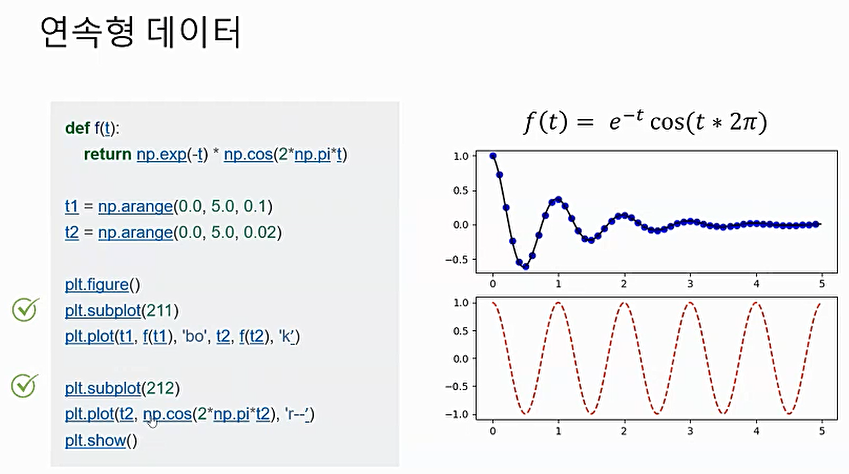 연속형 데이터
def f(t):
return np.exp(-t) * np.cos(2*np.pi*t)
t1 = np.arange(0.0, 5.0, 0.1)
t2 = np.arange(0.0, 5.0, 0.02)
plt.figure()
plt.subplot(211)
plt.plot(t1, f(t1), 'bo', t2, f(t2), 'k')
plt.subplot(212)
plt.plot(t2, np.cos(2*np.pi*t2), 'r--')
plt.show()
f(t) = e^{-t} cos(t * 2π)
1.0
0.5
0.0
−0.5
0 1 2 3 4 5
1.0
0.5
0.0
−0.5
−1.0
0 1 2 3 4 5